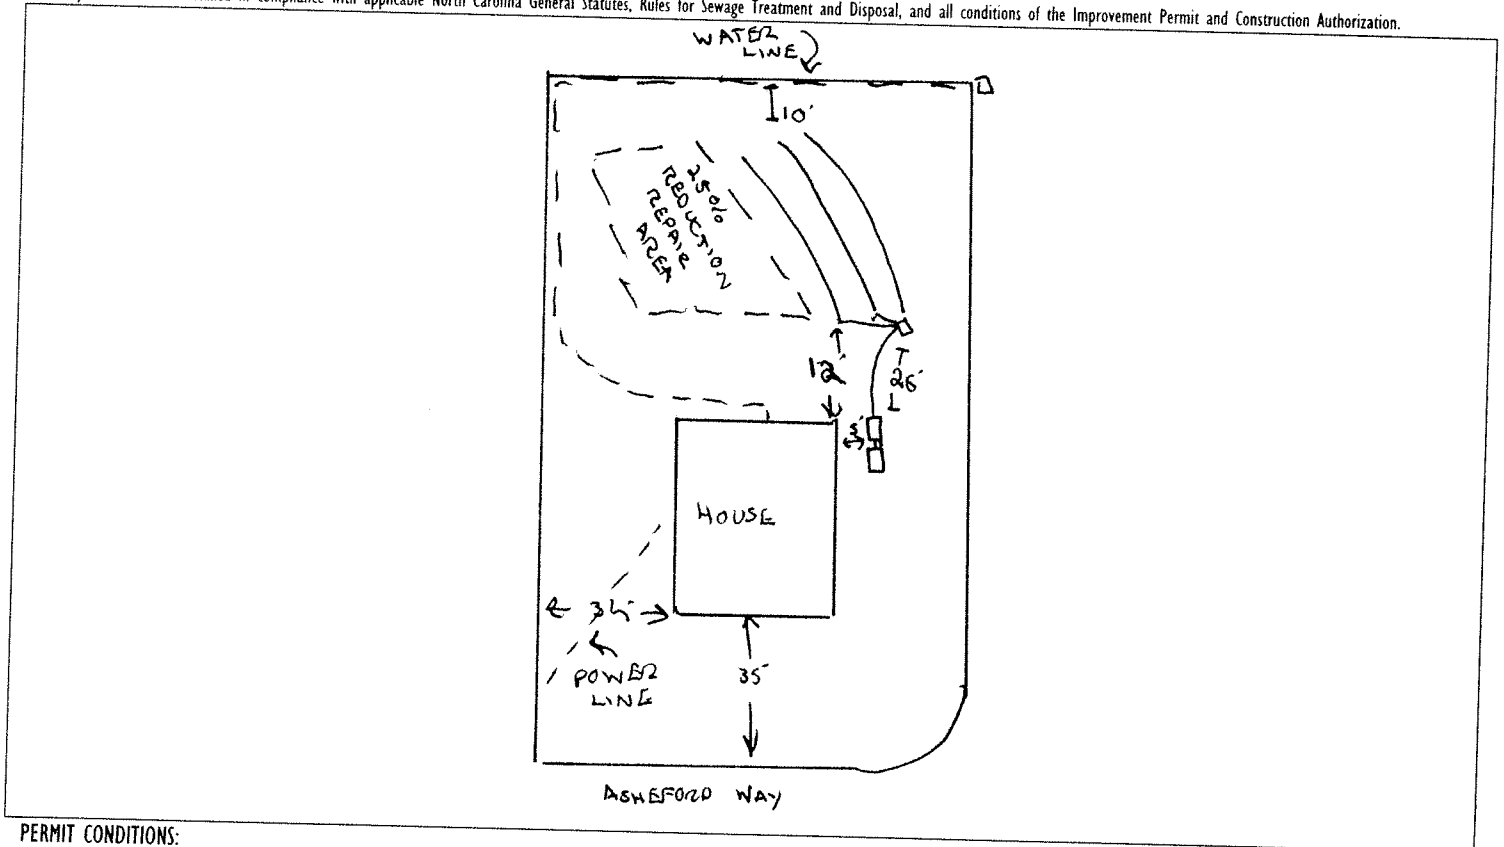 compliance with applicable North Carolina General Statutes, Rules for Sewage Treatment and Disposal, and all conditions of the Improvement Permit and Construction Authorization.
WATER
LINE
10'
25%
REDUCTION
REPAIR
AREA
12'
26'
5'
HOUSE
34'
POWER
LINE
35'
ASHEFORD WAY
PERMIT CONDITIONS: